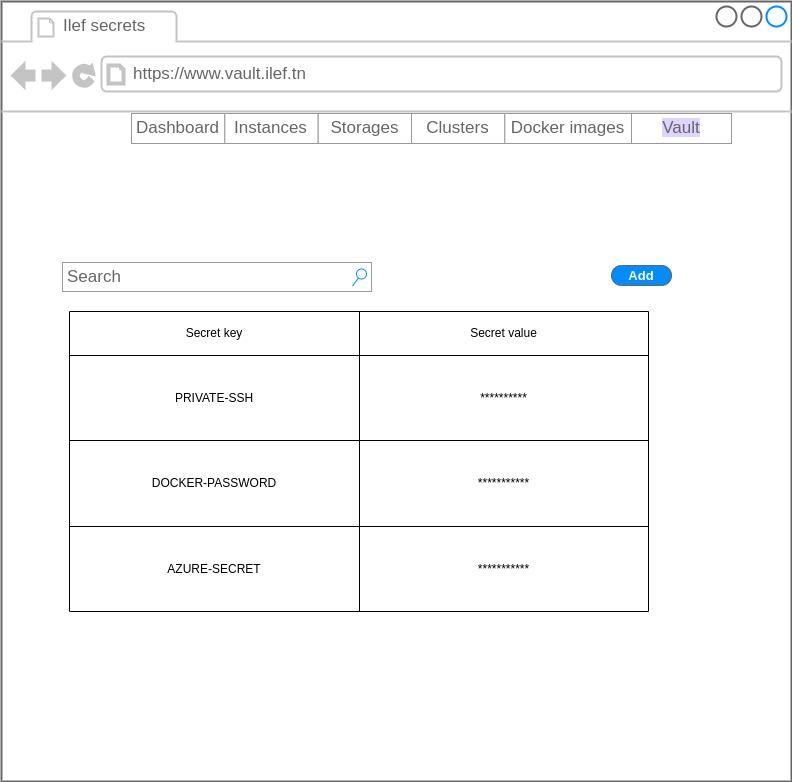 Ilef secrets
https://www.vault.ilef.tn
Dashboard Instances Storages Clusters Docker images Vault
Search Add
Secret key Secret value
PRIVATE-SSH **********
DOCKER-PASSWORD ***********
AZURE-SECRET ***********